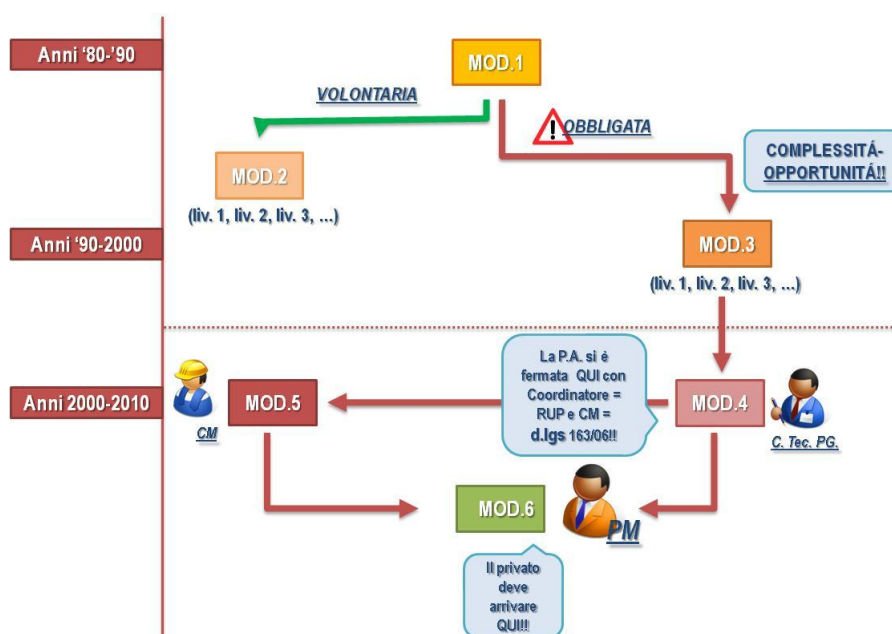 Anni ‘80-’90
MOD.1
VOLONTARIA
OBBLIGATA
COMPLESSITÁ-
OPPORTUNITÁ!!
MOD.2
(liv. 1, liv. 2, liv. 3, ...)
Anni ‘90-2000
MOD.3
(liv. 1, liv. 2, liv. 3, ...)
La P.A. si é
fermata QUI con
Coordinatore =
RUP e CM =
d.lgs 163/06!!
Anni 2000-2010
CM
MOD.5
MOD.4
C. Tec. PG.
MOD.6
PM
Il privato
deve
arrivare
QUI!!